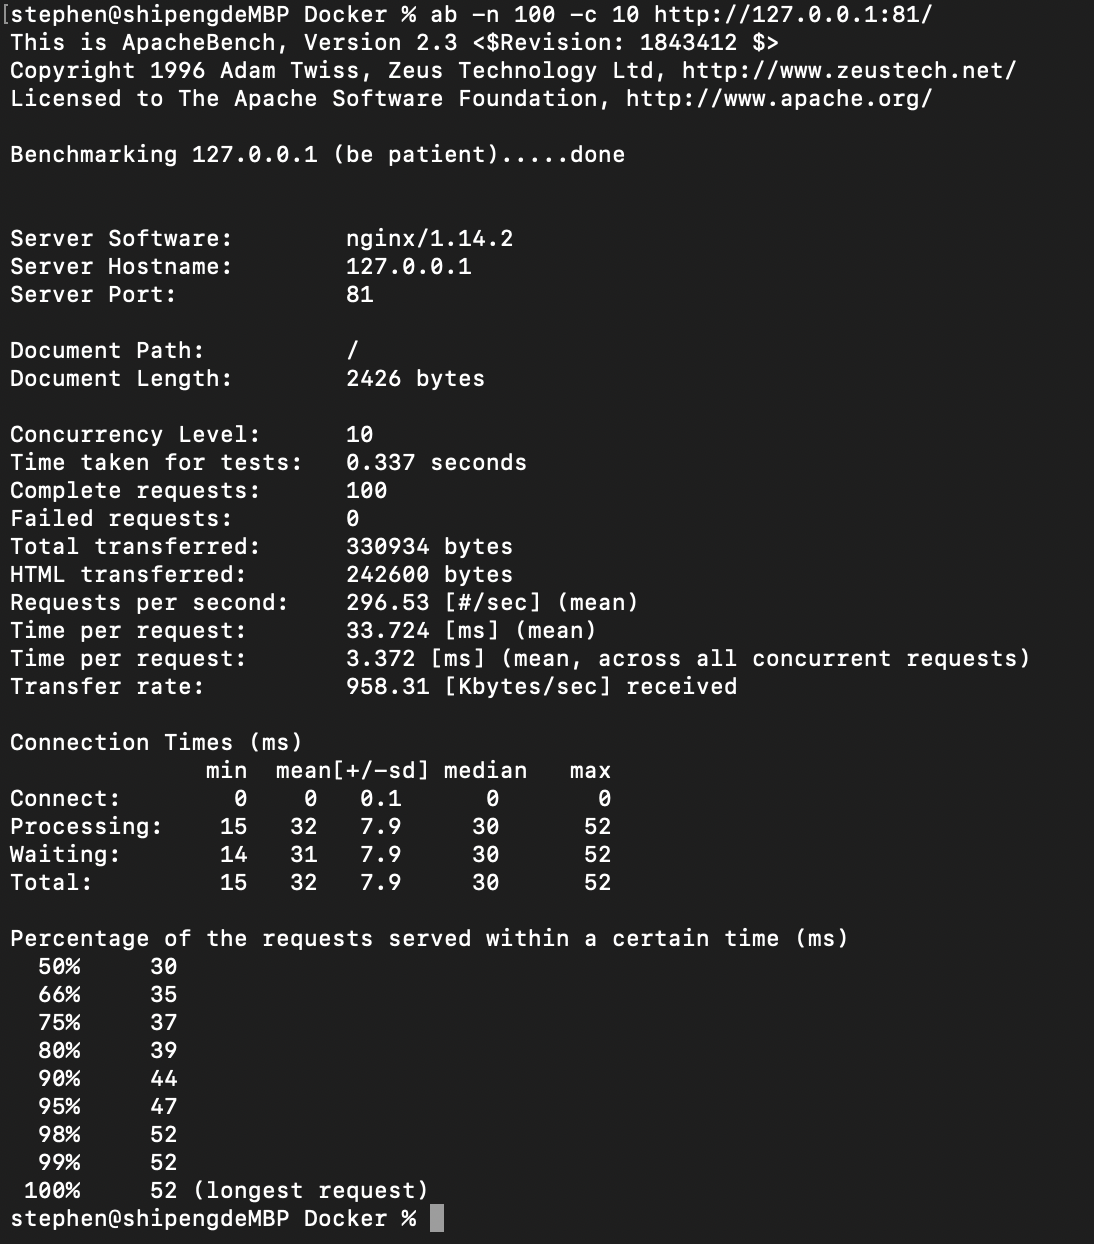 [stephen@shipengdeMBP Docker % ab -n 100 -c 10 http://127.0.0.1:81/
This is ApacheBench, Version 2.3 <$Revision: 1843412 $>
Copyright 1996 Adam Twiss, Zeus Technology Ltd, http://www.zeustech.net/
Licensed to The Apache Software Foundation, http://www.apache.org/

Benchmarking 127.0.0.1 (be patient).....done


Server Software:        nginx/1.14.2
Server Hostname:        127.0.0.1
Server Port:            81

Document Path:          /
Document Length:        2426 bytes

Concurrency Level:      10
Time taken for tests:   0.337 seconds
Complete requests:      100
Failed requests:        0
Total transferred:      330934 bytes
HTML transferred:       242600 bytes
Requests per second:    296.53 [#/sec] (mean)
Time per request:       33.724 [ms] (mean)
Time per request:       3.372 [ms] (mean, across all concurrent requests)
Transfer rate:          958.31 [Kbytes/sec] received

Connection Times (ms)
              min  mean[+/-sd] median   max
Connect:        0    0   0.1      0       0
Processing:    15   32   7.9     30      52
Waiting:       14   31   7.9     30      52
Total:         15   32   7.9     30      52

Percentage of the requests served within a certain time (ms)
  50%     30
  66%     35
  75%     37
  80%     39
  90%     44
  95%     47
  98%     52
  99%     52
 100%     52 (longest request)
stephen@shipengdeMBP Docker %